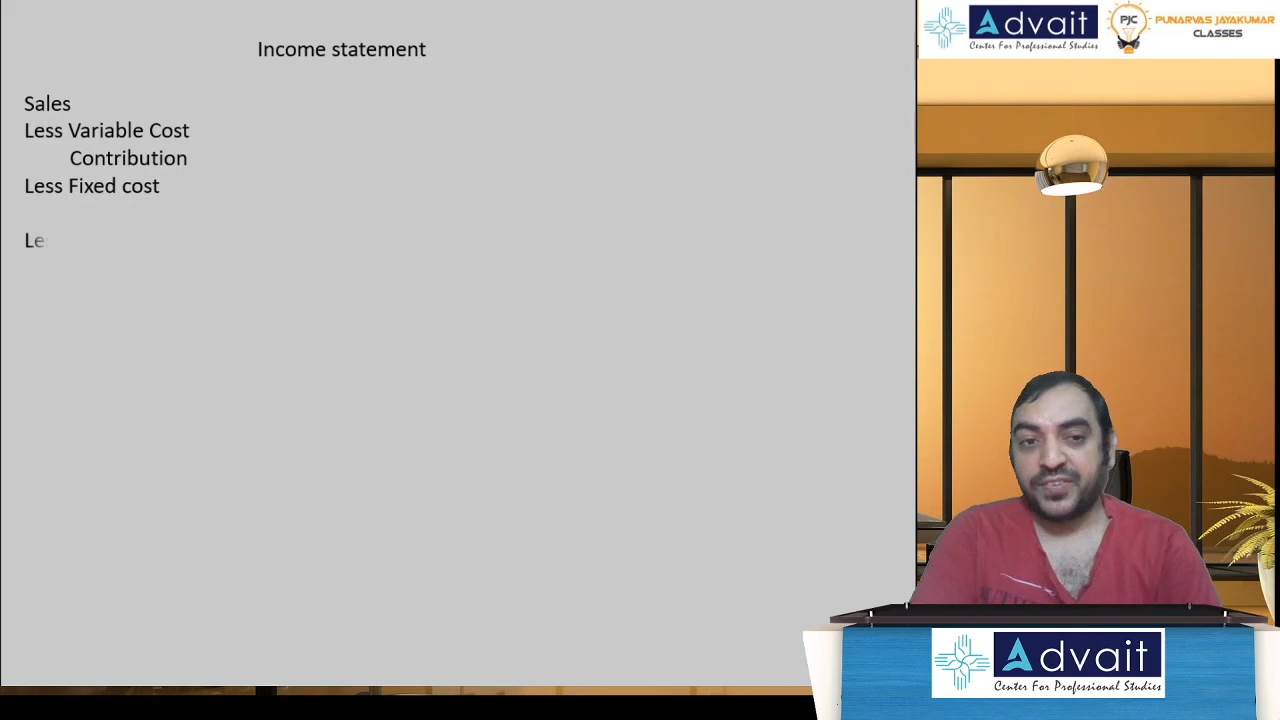 Income statement
Sales
Less Variable Cost
Contribution
Less Fixed cost
Le
Advait
Center For Professional Studies
PJC
PUNARVAS JAYAKUMAR
CLASSES
Advait
Center For Professional Studies